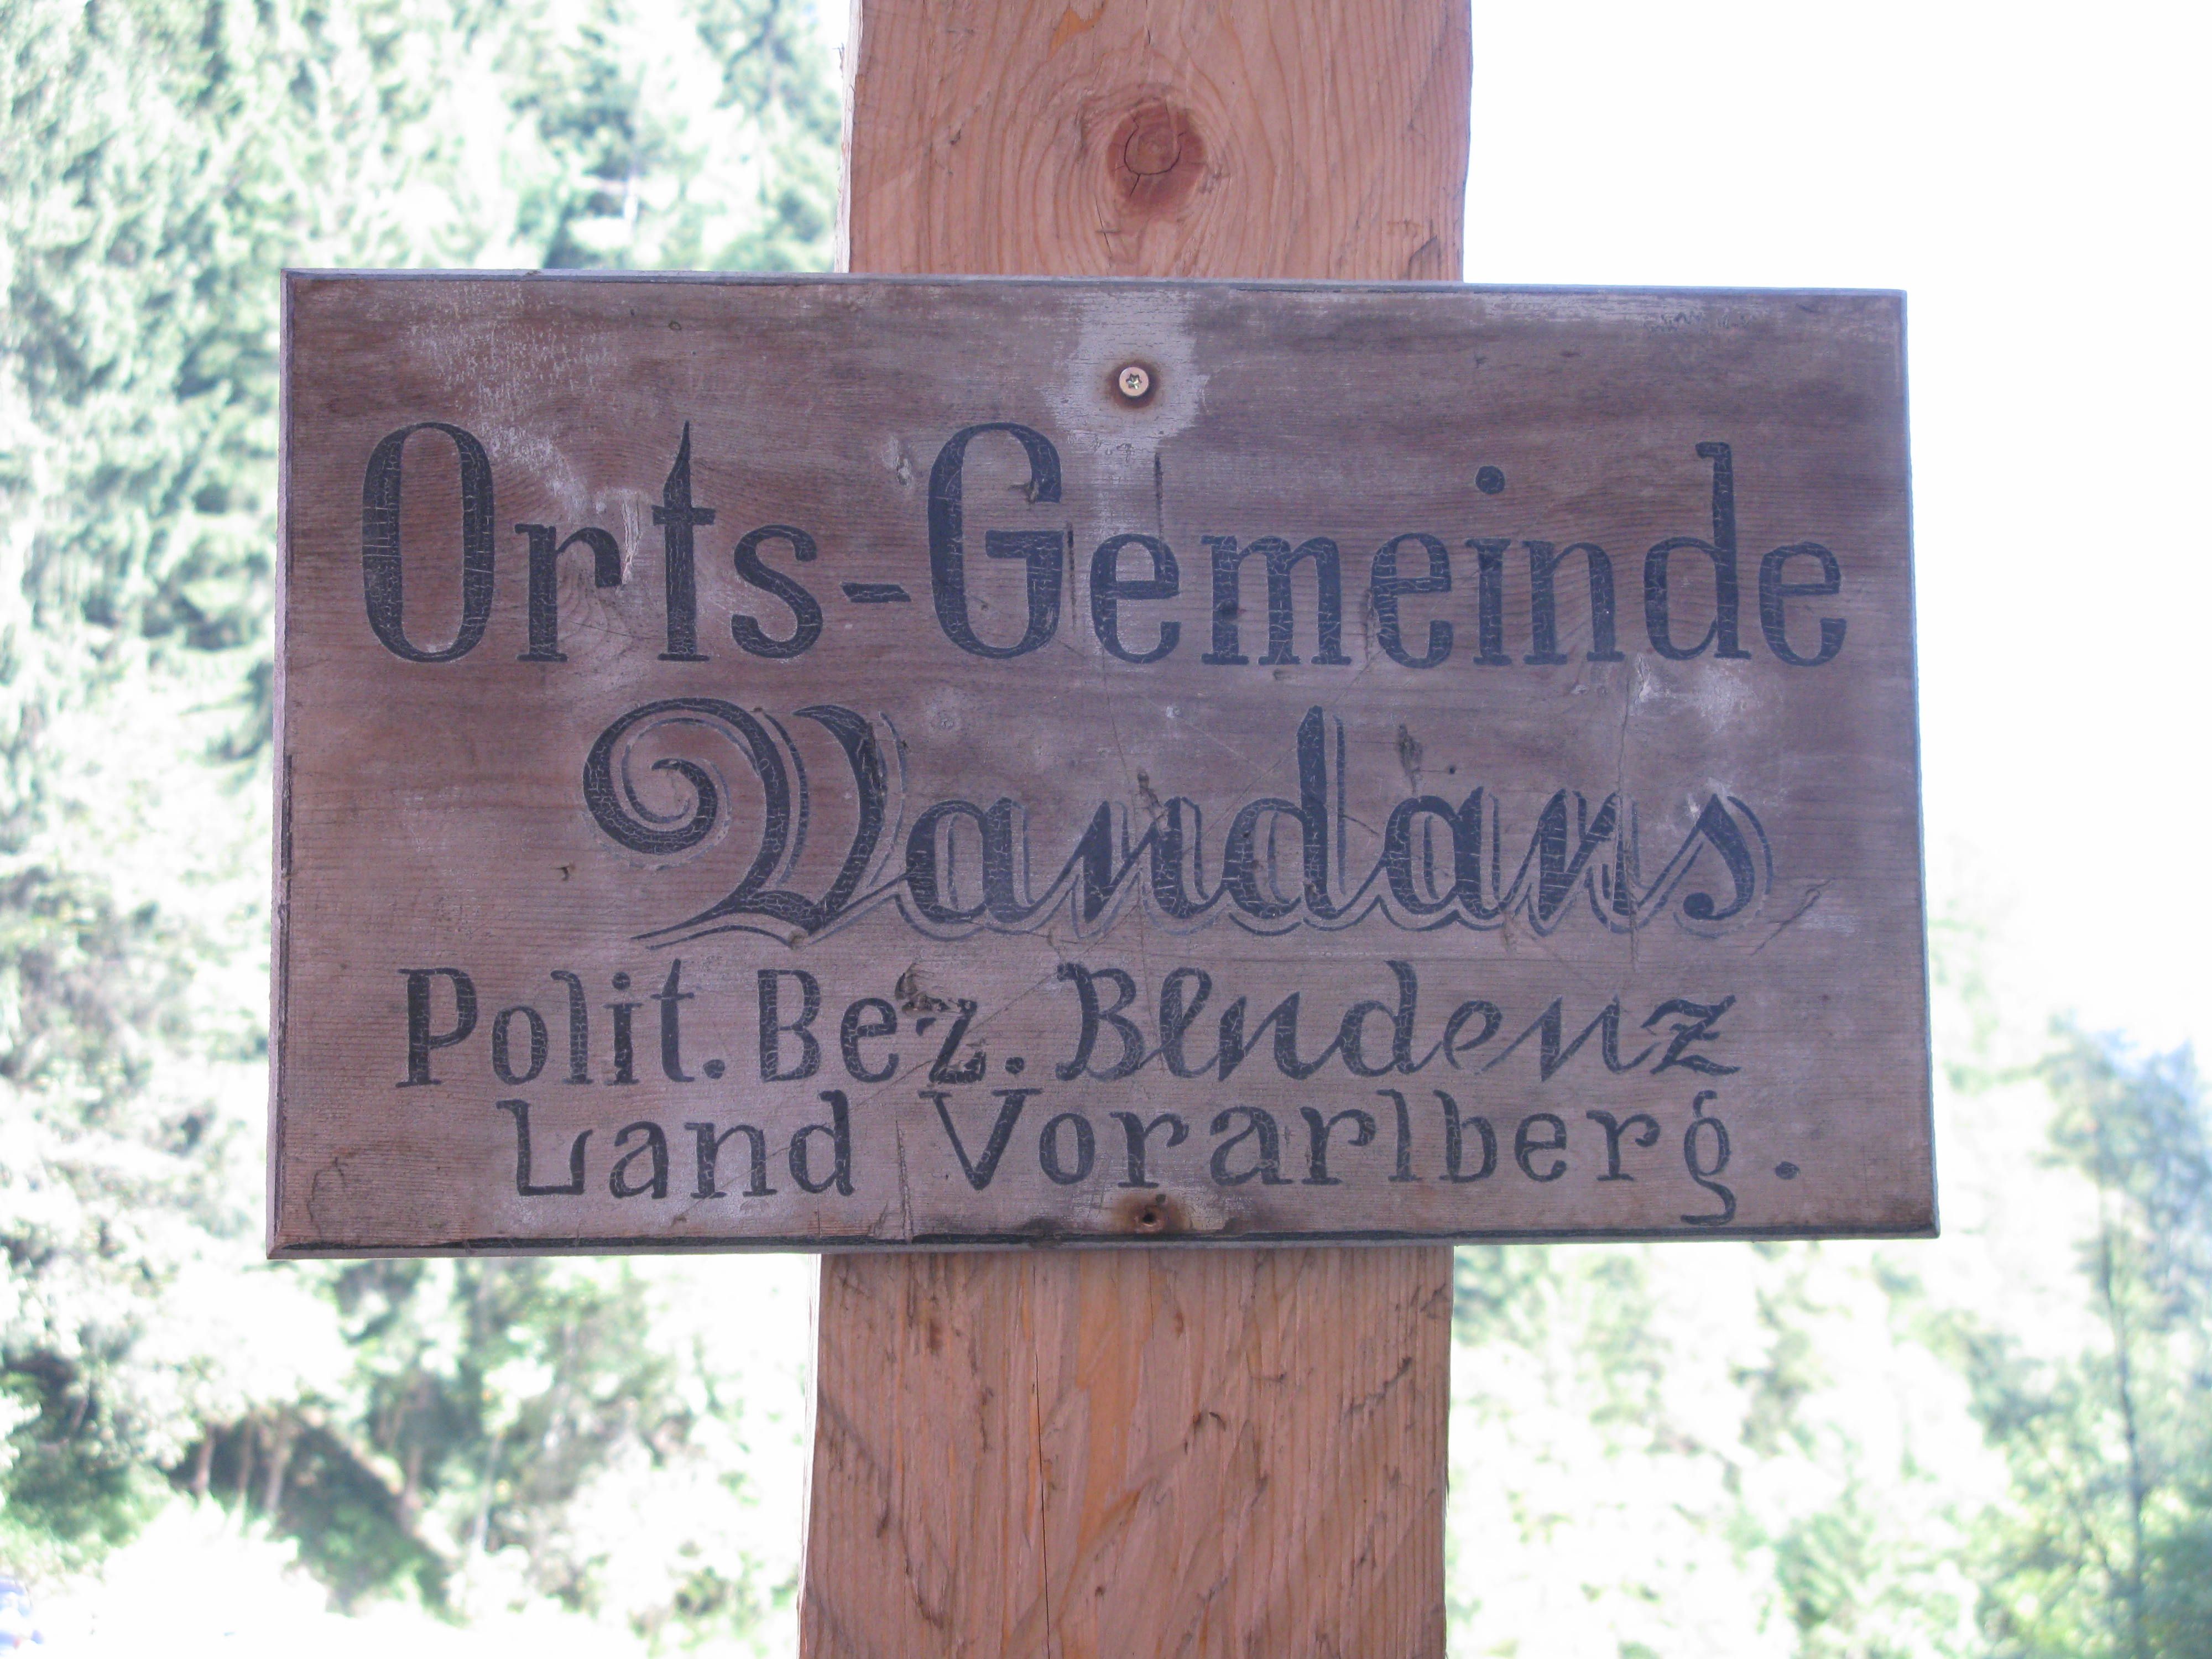 Orts-Gemeinde
Vandans
Polit. Bez. Bludenz
Land Vorarlberg.